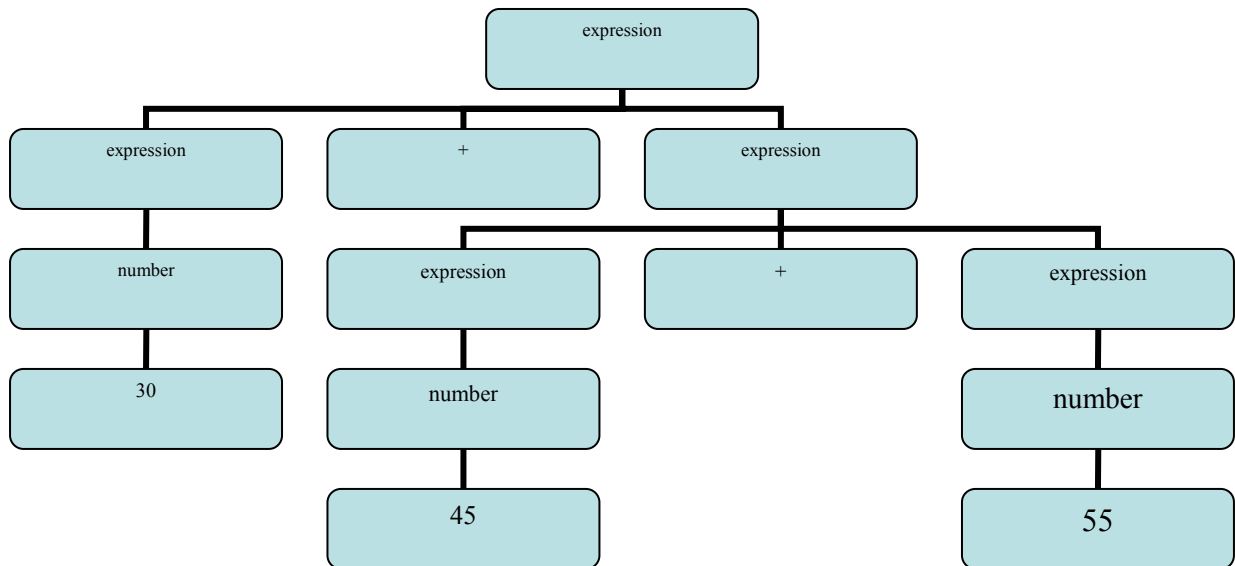 expression
expression
+
expression
number
expression
+
expression
30
number
number
45
55